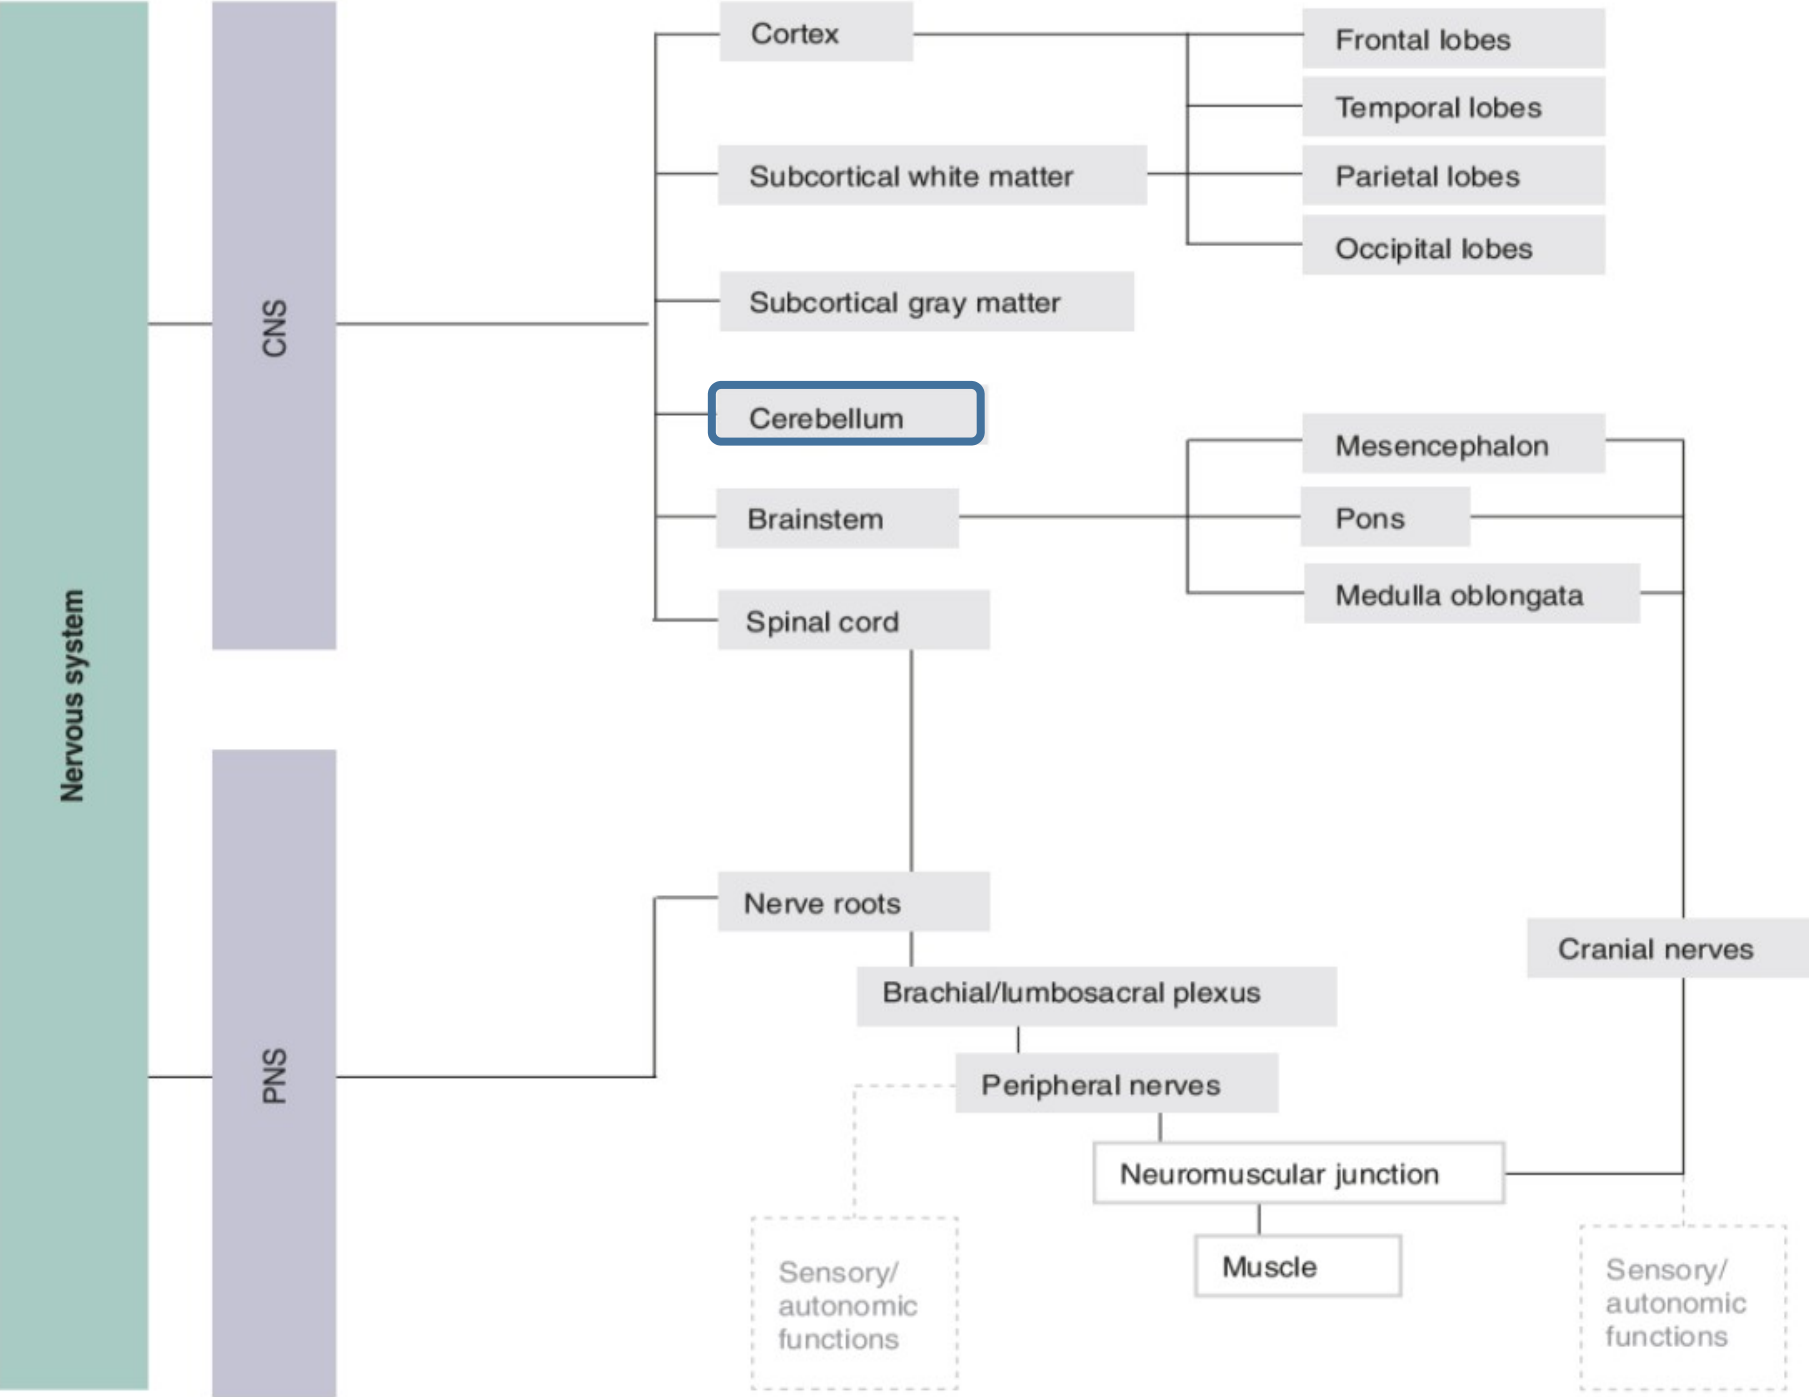 Nervous system
CNS
Cortex
Subcortical white matter
Subcortical gray matter
Cerebellum
Brainstem
Spinal cord
Frontal lobes
Temporal lobes
Parietal lobes
Occipital lobes
Mesencephalon
Pons
Medulla oblongata
PNS
Nerve roots
Brachial/lumbosacral plexus
Peripheral nerves
Neuromuscular junction
Muscle
Cranial nerves
Sensory/
autonomic
functions
Sensory/
autonomic
functions